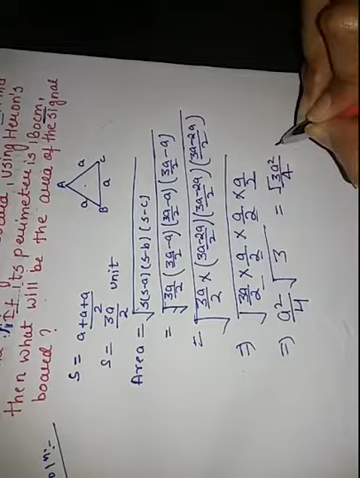 board, using Heron's
If its perimeter is 180cm,
then what will be the area of the signal
board?
Soln:-
S = a+a+a/2
S = 3a/2 unit
A
a a
B a C
Area = √s(s-a)(s-b)(s-c)
= √3a/2 (3a/2-a)(3a/2-a)(3a/2-a)
= √3a/2 × (3a-2a/2)(3a-2a/2)(3a-2a/2)
⇒ √3a/2 × a/2 × a/2 × a/2
⇒ a²/4 √3 = √3a²/4